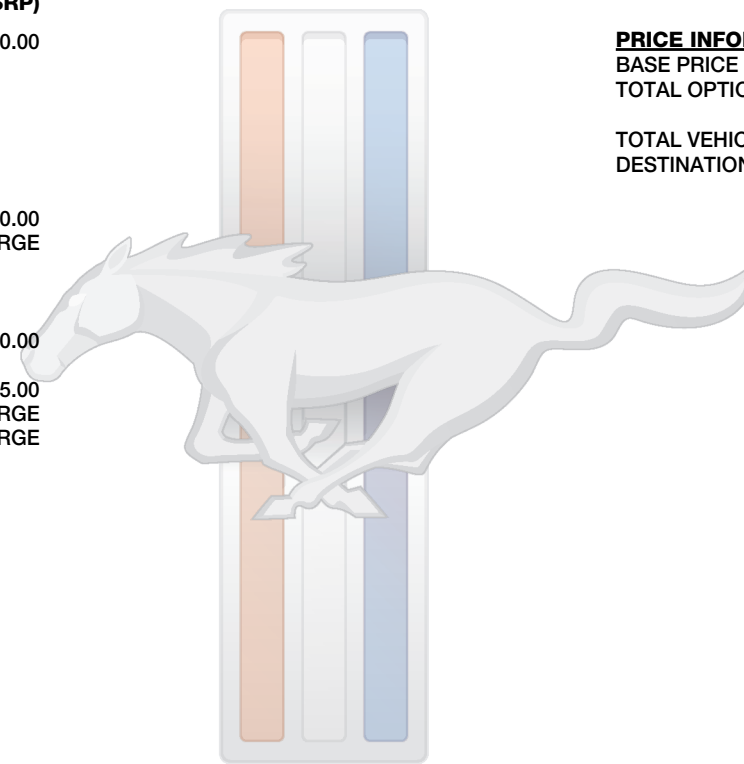 SRP)
0.00
0.00
RGE
0.00
5.00
RGE
RGE
PRICE INFO
BASE PRICE
TOTAL OPTIO
TOTAL VEHIC
DESTINATION